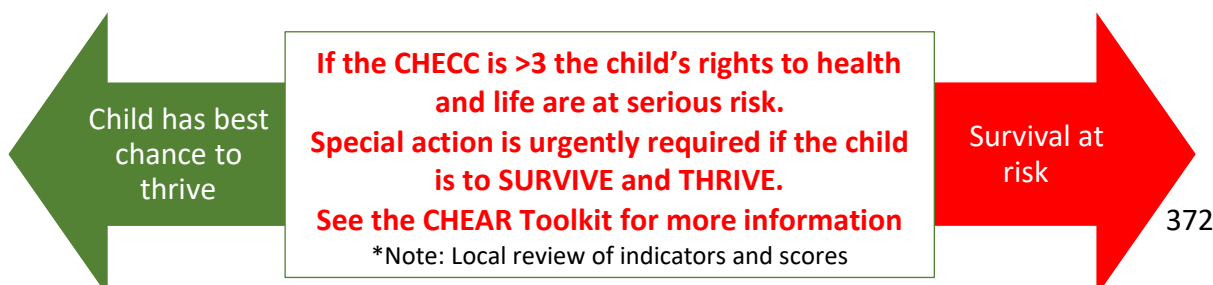 Child has best
chance to
thrive
If the CHECC is >3 the child's rights to health
and life are at serious risk.
Special action is urgently required if the child
is to SURVIVE and THRIVE.
See the CHEAR Toolkit for more information
*Note: Local review of indicators and scores
Survival at
risk
372